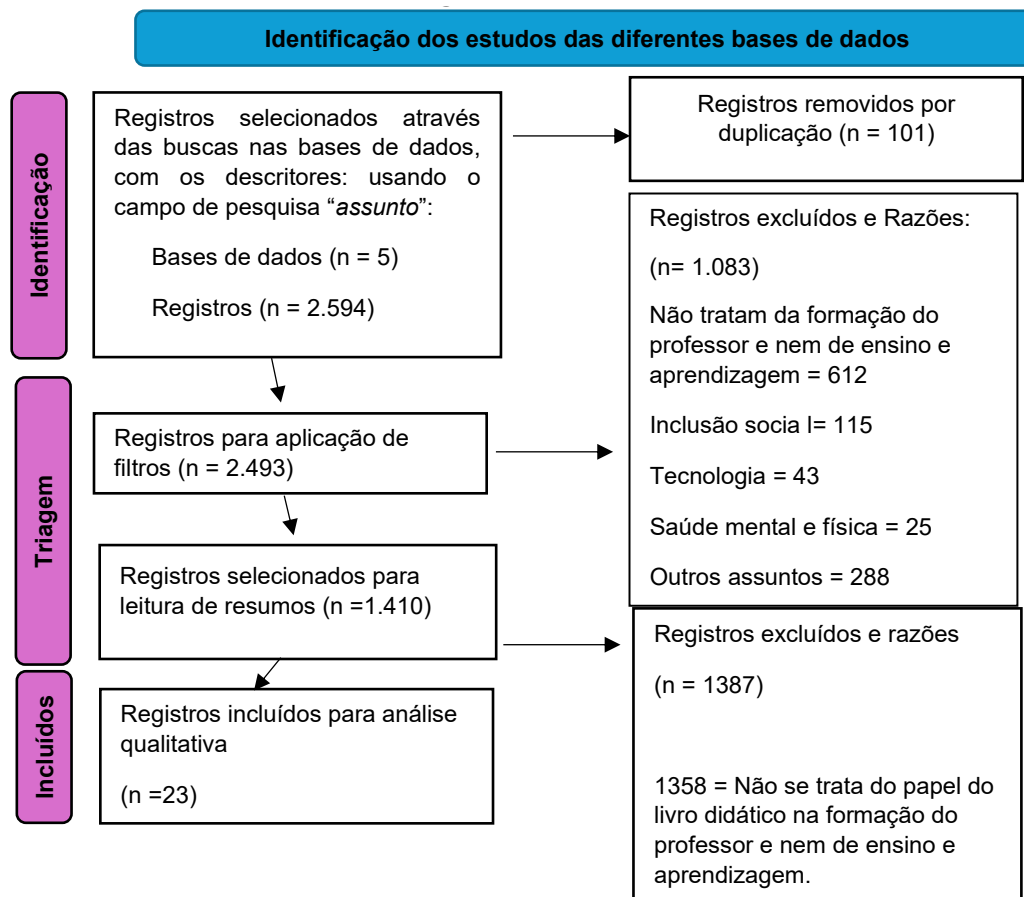 Identificação dos estudos das diferentes bases de dados
Identificação
Registros selecionados através
das buscas nas bases de dados,
com os descritores: usando o
campo de pesquisa “assunto”:
Bases de dados (n = 5)
Registros (n = 2.594)
Registros removidos por
duplicação (n = 101)
Triagem
Registros para aplicação de
filtros (n = 2.493)
Registros excluídos e Razões:
(n= 1.083)
Não tratam da formação do
professor e nem de ensino e
aprendizagem = 612
Inclusão socia l= 115
Tecnologia = 43
Saúde mental e física = 25
Outros assuntos = 288
Registros selecionados para
leitura de resumos (n =1.410)
Registros excluídos e razões
(n = 1387)
1358 = Não se trata do papel do
livro didático na formação do
professor e nem de ensino e
aprendizagem.
Incluídos
Registros incluídos para análise
qualitativa
(n =23)